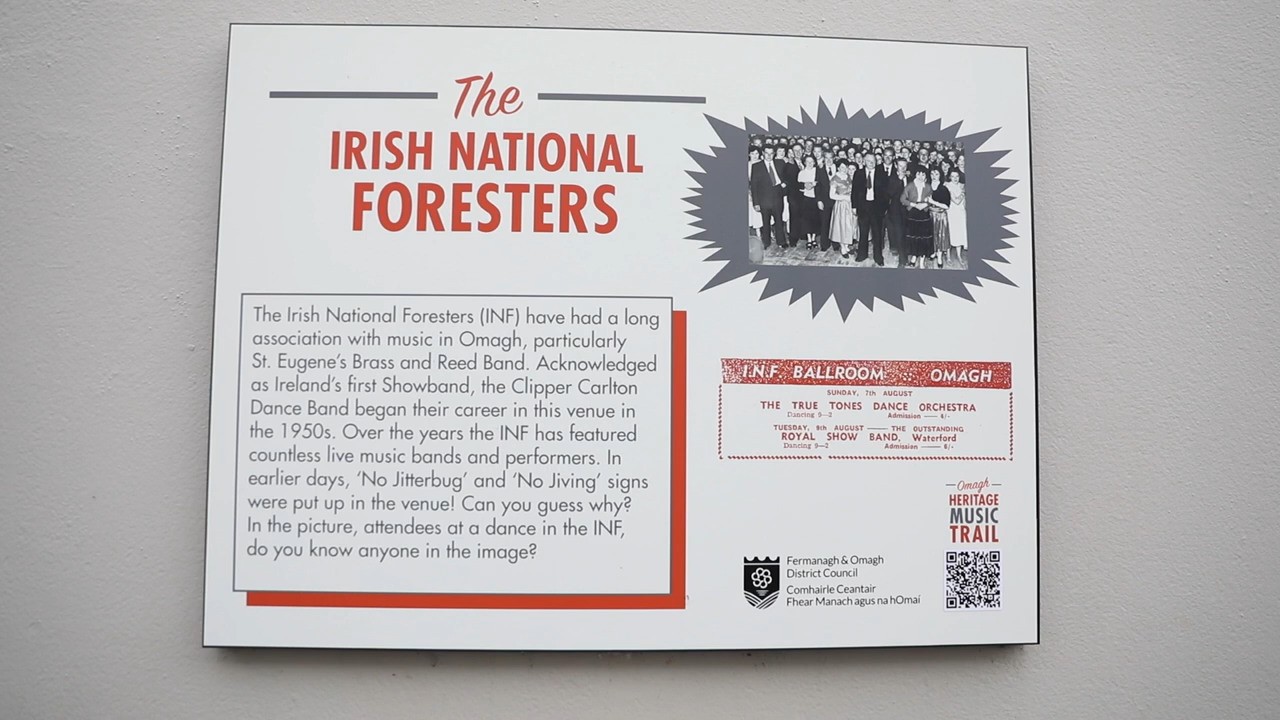 The
IRISH NATIONAL
FORESTERS
The Irish National Foresters (INF) have had a long
association with music in Omagh, particularly
St. Eugene's Brass and Reed Band. Acknowledged
as Ireland's first Showband, the Clipper Carlton
Dance Band began their career in this venue in
the 1950s. Over the years the INF has featured
countless live music bands and performers. In
earlier days, 'No Jitterbug' and 'No Jiving' signs
were put up in the venue! Can you guess why?
In the picture, attendees at a dance in the INF,
do you know anyone in the image?
I.N.F. BALLROOM ::: OMAGH
SUNDAY, 7th AUGUST
THE TRUE TONES DANCE ORCHESTRA
Dancing 9—2 Admission —
TUESDAY, 9th AUGUST —— THE OUTSTANDING
ROYAL SHOW BAND, Waterford
Dancing 9—2 Admission —
Omagh
HERITAGE
MUSIC
TRAIL
Fermanagh & Omagh
District Council
Comhairle Ceantair
Fhear Manach agus na hÓmaí